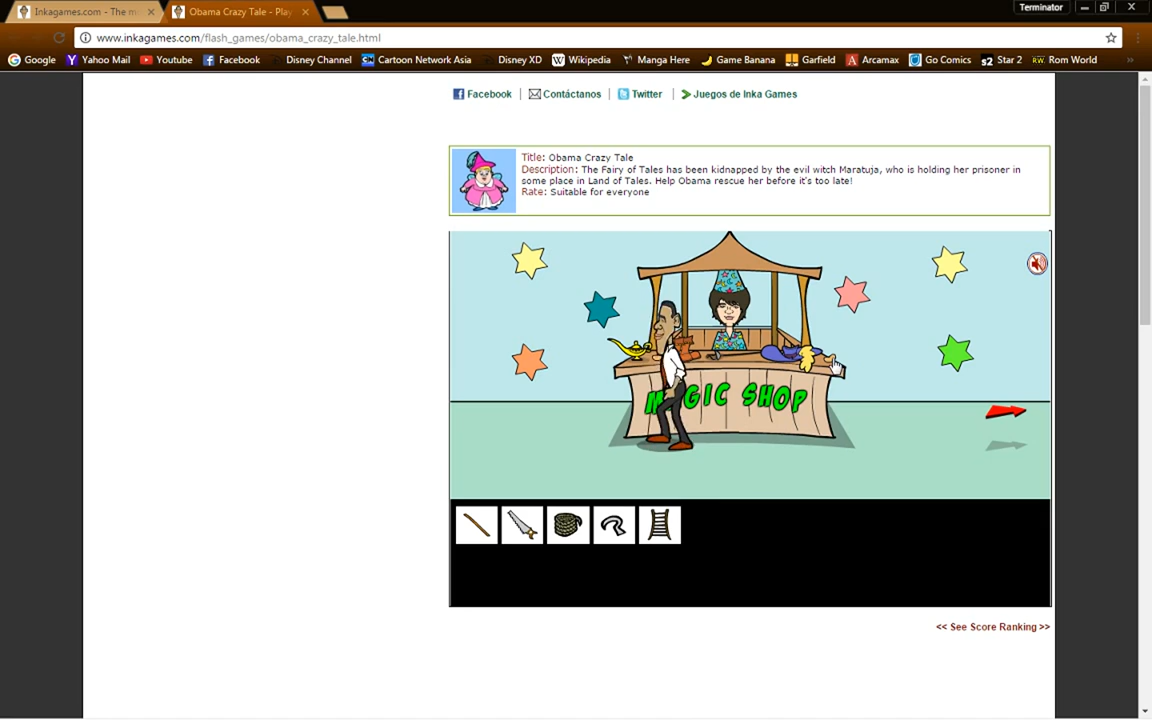 Inkagames.com - The m
Obama Crazy Tale - Play
Terminator
www.inkagames.com/flash_games/obama_crazy_tale.html
Google Yahoo Mail Youtube Facebook Disney Channel Cartoon Network Asia Disney XD Wikipedia Manga Here Game Banana Garfield Arcamax Go Comics Star 2 Rom World
Facebook | Contáctanos | Twitter | Juegos de Inka Games
Title: Obama Crazy Tale
Description: The Fairy of Tales has been kidnapped by the evil witch Maratuja, who is holding her prisoner in
some place in Land of Tales. Help Obama rescue her before it's too late!
Rate: Suitable for everyone
MAGIC SHOP
<< See Score Ranking >>